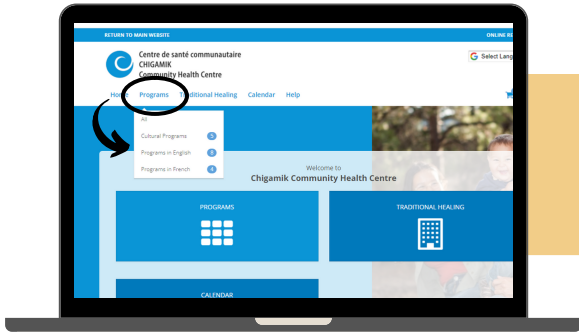 RETURN TO MAIN WEBSITE
ONLINE RE
Centre de santé communautaire
CHIGAMIK
Community Health Centre
G Select Lang
Home Programs Traditional Healing Calendar Help
All
Cultural Programs 5
Programs in English 8
Programs in French 4
Welcome to
Chigamik Community Health Centre
PROGRAMS
TRADITIONAL HEALING
CALENDAR